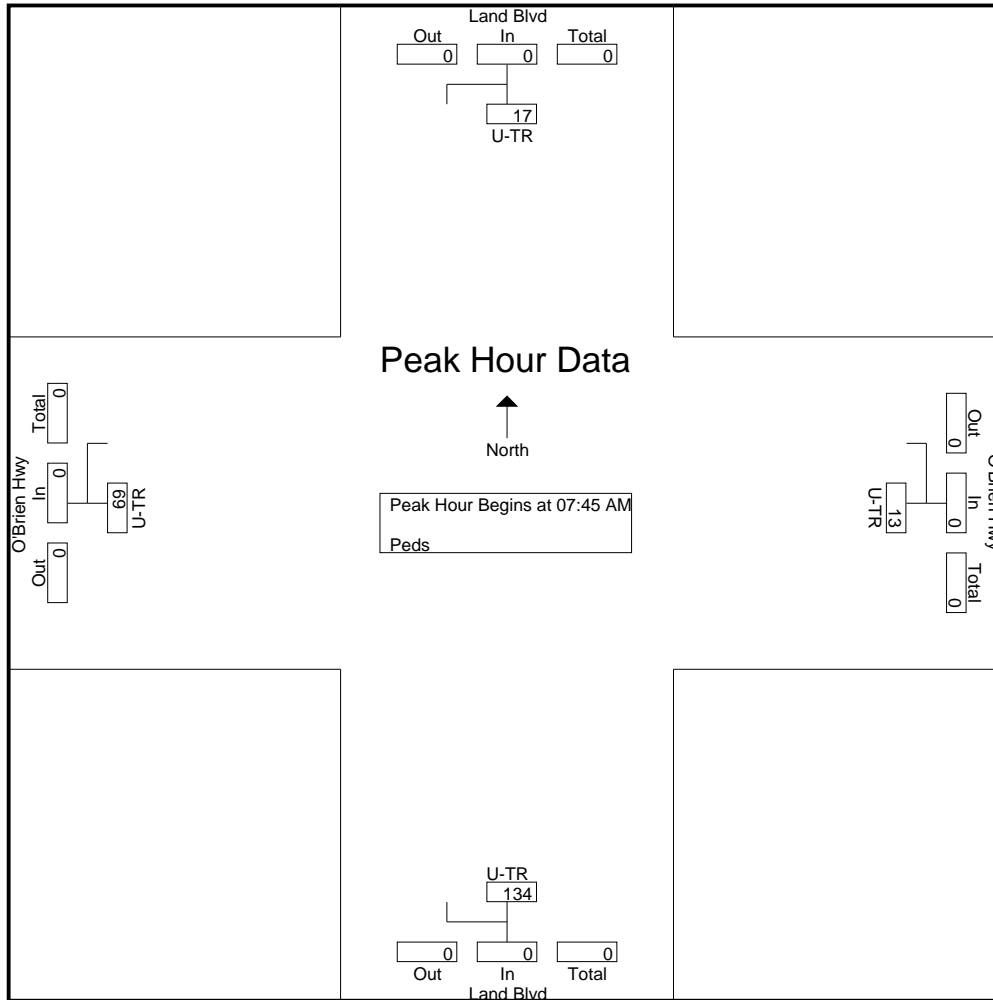 Land Blvd
Out In Total
0 0 0
17
U-TR
Peak Hour Data
North
Peak Hour Begins at 07:45 AM
Peds
O'Brien Hwy
Total In Out
0 0 0
69
U-TR
Out In Total
0 0 0
13
U-TR
U-TR
134
0 0 0
Out In Total
Land Blvd